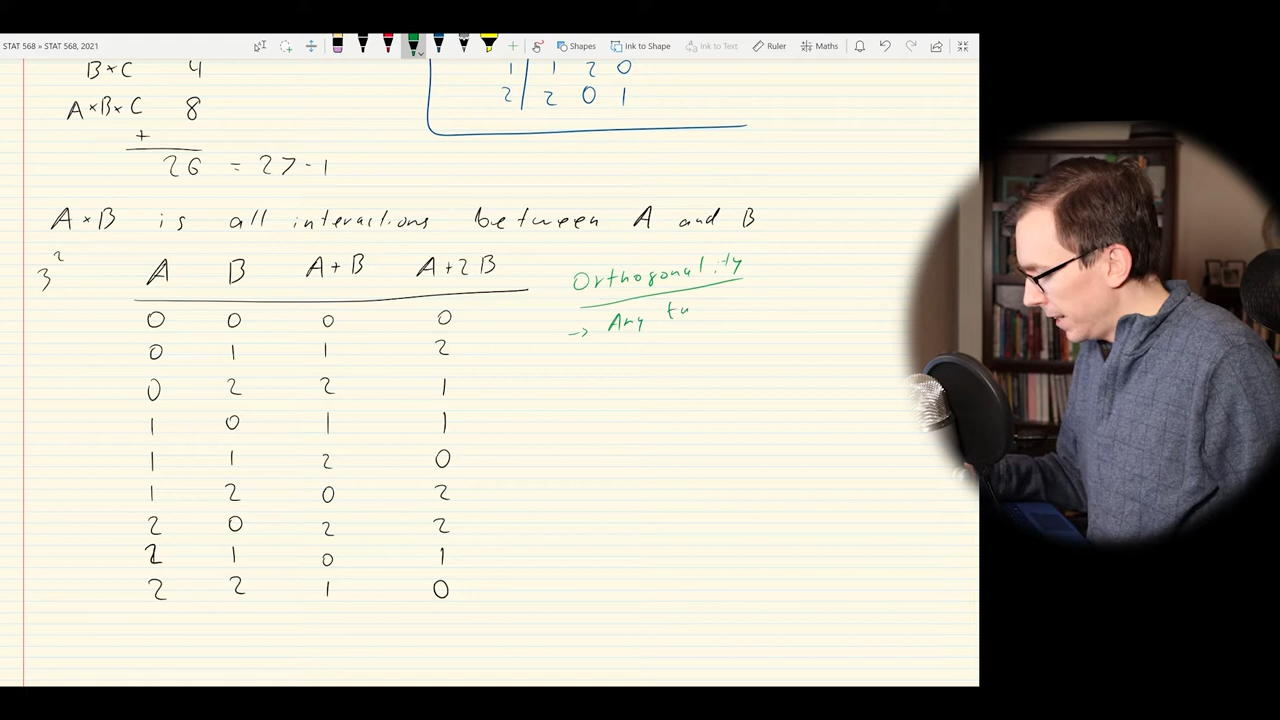 STAT 568 » STAT 568, 2021
Shapes Ink to Shape Ink to Text Ruler Maths
B×C 4
A×B×C 8
+
26 = 27-1
1 | 1 2 0
2 | 2 0 1
A×B is all interactions between A and B
3²
A B A+B A+2B
0 0 0 0
0 1 1 2
0 2 2 1
1 0 1 1
1 1 2 0
1 2 0 2
2 0 2 2
2 1 0 1
2 2 1 0
Orthogonality
→ Any